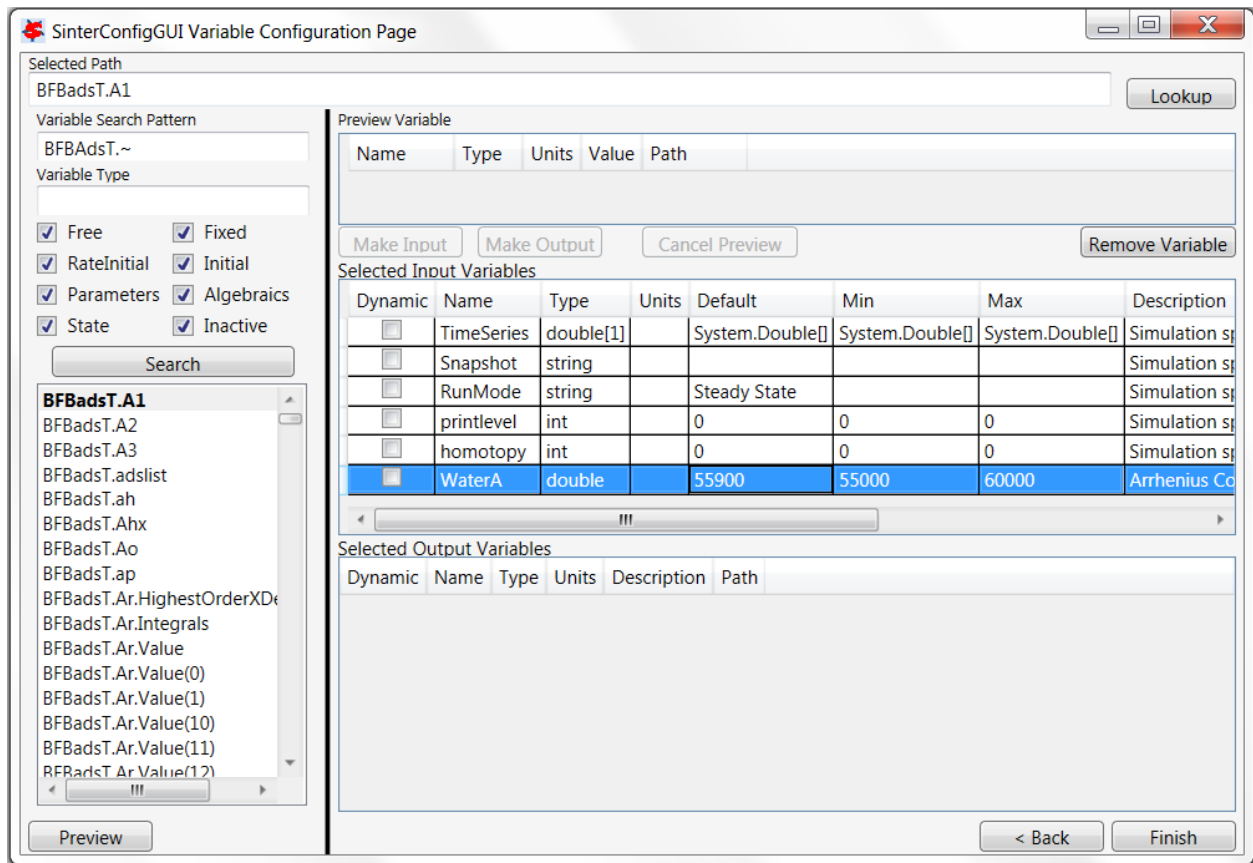 SinterConfigGUI Variable Configuration Page
Selected Path
BFBadsT.A1
Lookup
Variable Search Pattern
BFBAdsT.~
Variable Type
Free Fixed
RateInitial Initial
Parameters Algebraics
State Inactive
Search
BFBadsT.A1
BFBadsT.A2
BFBadsT.A3
BFBadsT.adslist
BFBadsT.ah
BFBadsT.Ahx
BFBadsT.Ao
BFBadsT.ap
BFBadsT.Ar.HighestOrderXDe
BFBadsT.Ar.Integrals
BFBadsT.Ar.Value
BFBadsT.Ar.Value(0)
BFBadsT.Ar.Value(1)
BFBadsT.Ar.Value(10)
BFBadsT.Ar.Value(11)
BFBadsT.Ar.Value(12)
Preview
Preview Variable
Name Type Units Value Path
Make Input Make Output Cancel Preview Remove Variable
Selected Input Variables
Dynamic Name Type Units Default Min Max Description
TimeSeries double[1] System.Double[] System.Double[] System.Double[] Simulation sp
Snapshot string Simulation sp
RunMode string Steady State Simulation sp
printlevel int 0 0 0 Simulation sp
homotopy int 0 0 0 Simulation sp
WaterA double 55900 55000 60000 Arrhenius Co
Selected Output Variables
Dynamic Name Type Units Description Path
< Back Finish